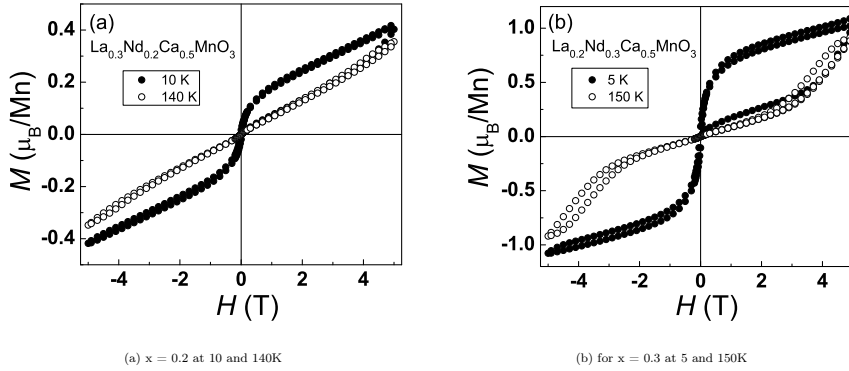 (a)
La0.3Nd0.2Ca0.5MnO3
10 K
140 K
M (μB/Mn)
0.4
0.2
0.0
-0.2
-0.4
-4 -2 0 2 4
H (T)
(a) x = 0.2 at 10 and 140K
(b)
La0.2Nd0.3Ca0.5MnO3
5 K
150 K
M (μB/Mn)
1.0
0.5
0.0
-0.5
-1.0
-4 -2 0 2 4
H (T)
(b) for x = 0.3 at 5 and 150K